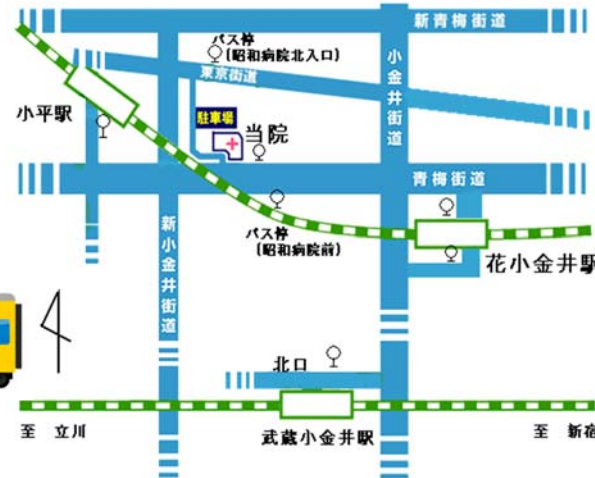 新青梅街道
バス停
(昭和病院北入口)
東京街道
小金井街道
小平駅
駐車場
当院
青梅街道
新小金井街道
バス停
(昭和病院前)
花小金井駅
北口
武蔵小金井駅
至 立川
至 新宿